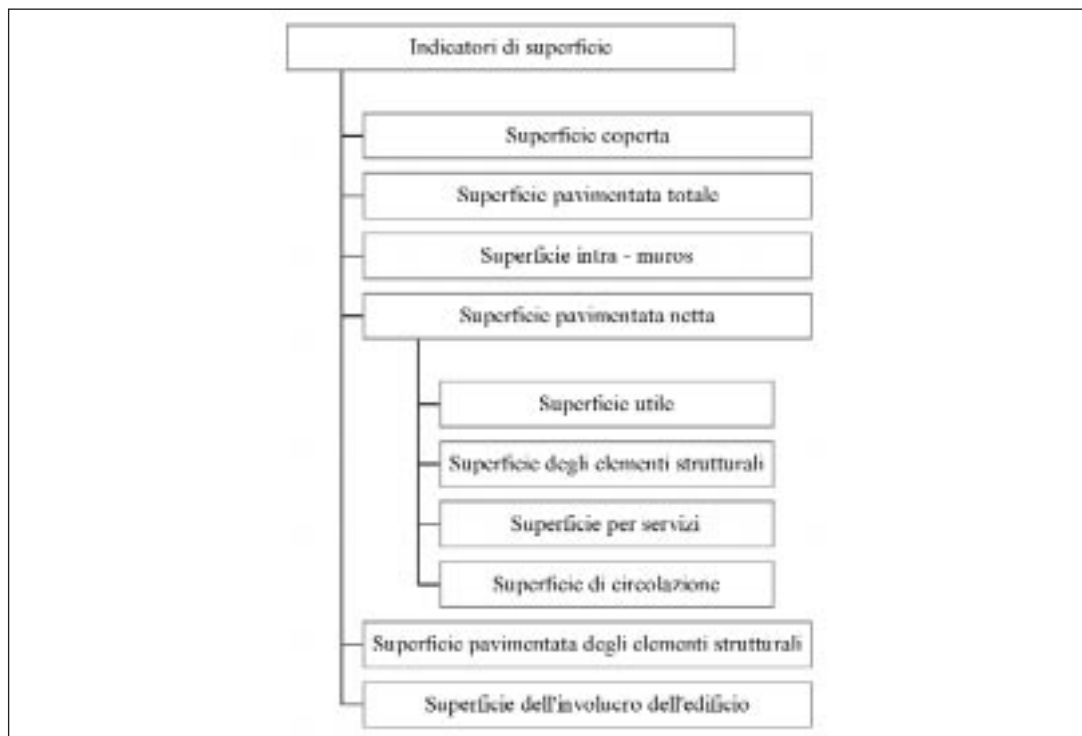 Indicatori di superficie
Superficie coperta
Superficie pavimentata totale
Superficie intra - muros
Superficie pavimentata netta
Superficie utile
Superficie degli elementi strutturali
Superficie per servizi
Superficie di circolazione
Superficie pavimentata degli elementi strutturali
Superficie dell'involucro dell'edificio